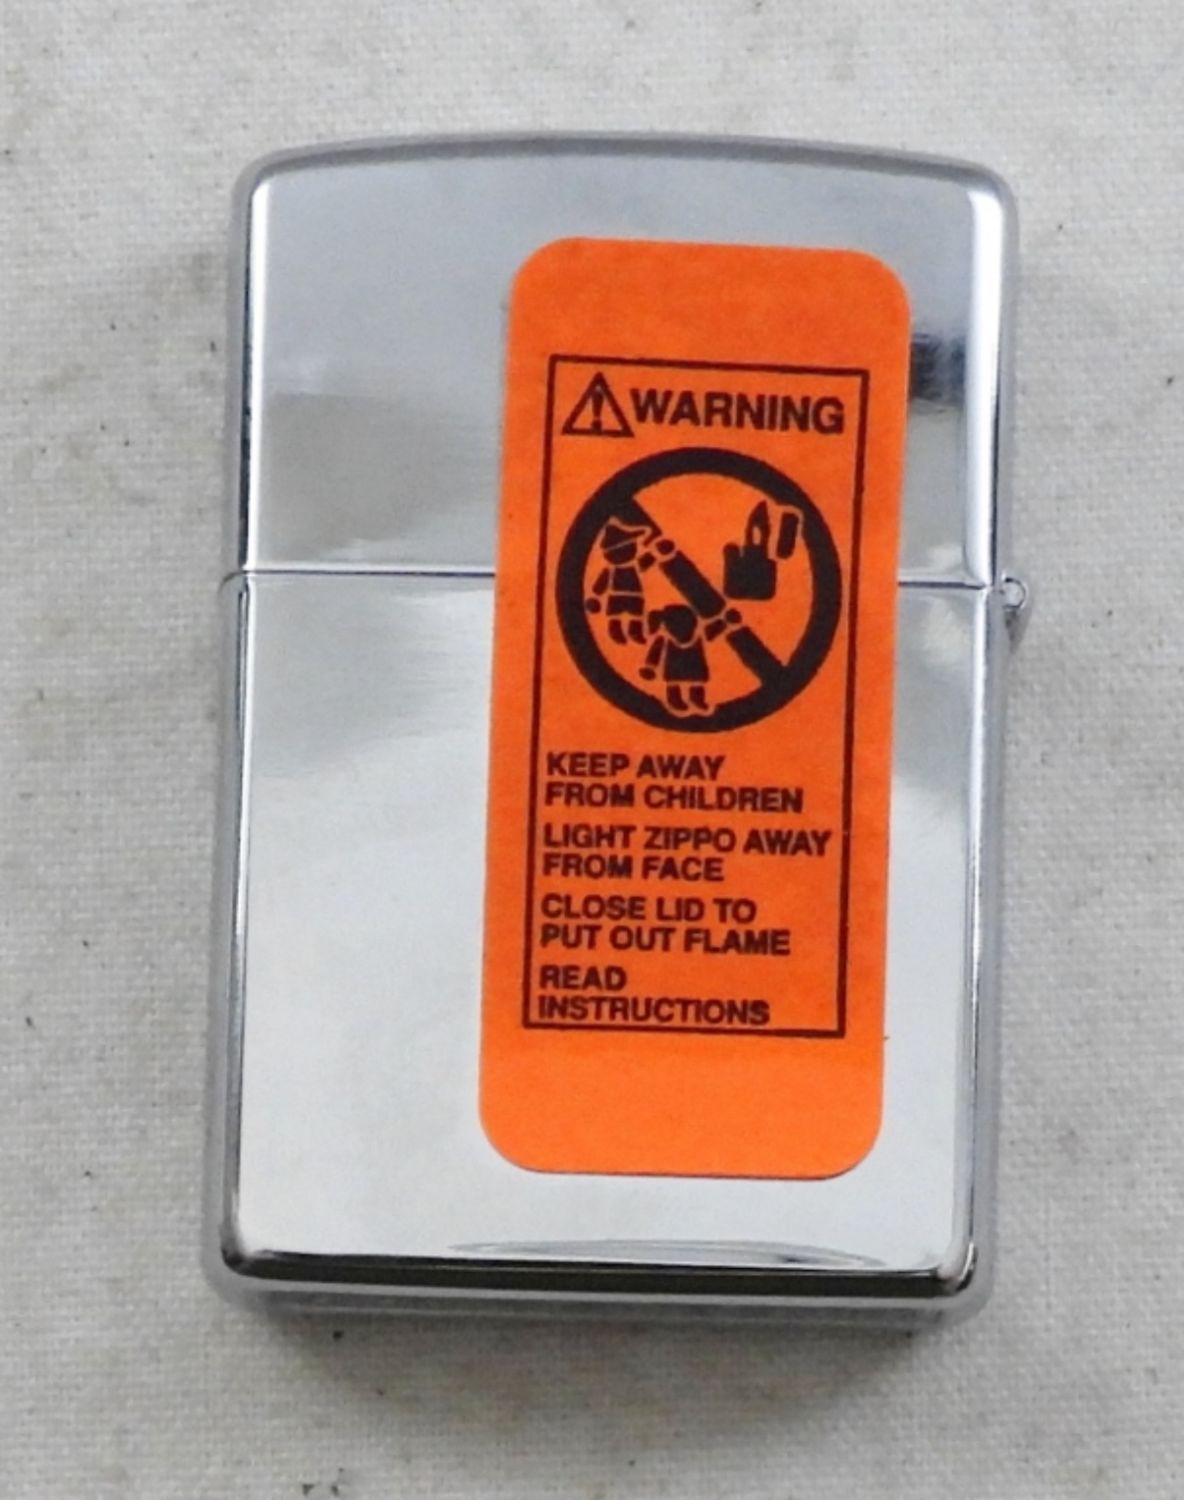 WARNING
KEEP AWAY
FROM CHILDREN
LIGHT ZIPPO AWAY
FROM FACE
CLOSE LID TO
PUT OUT FLAME
READ
INSTRUCTIONS